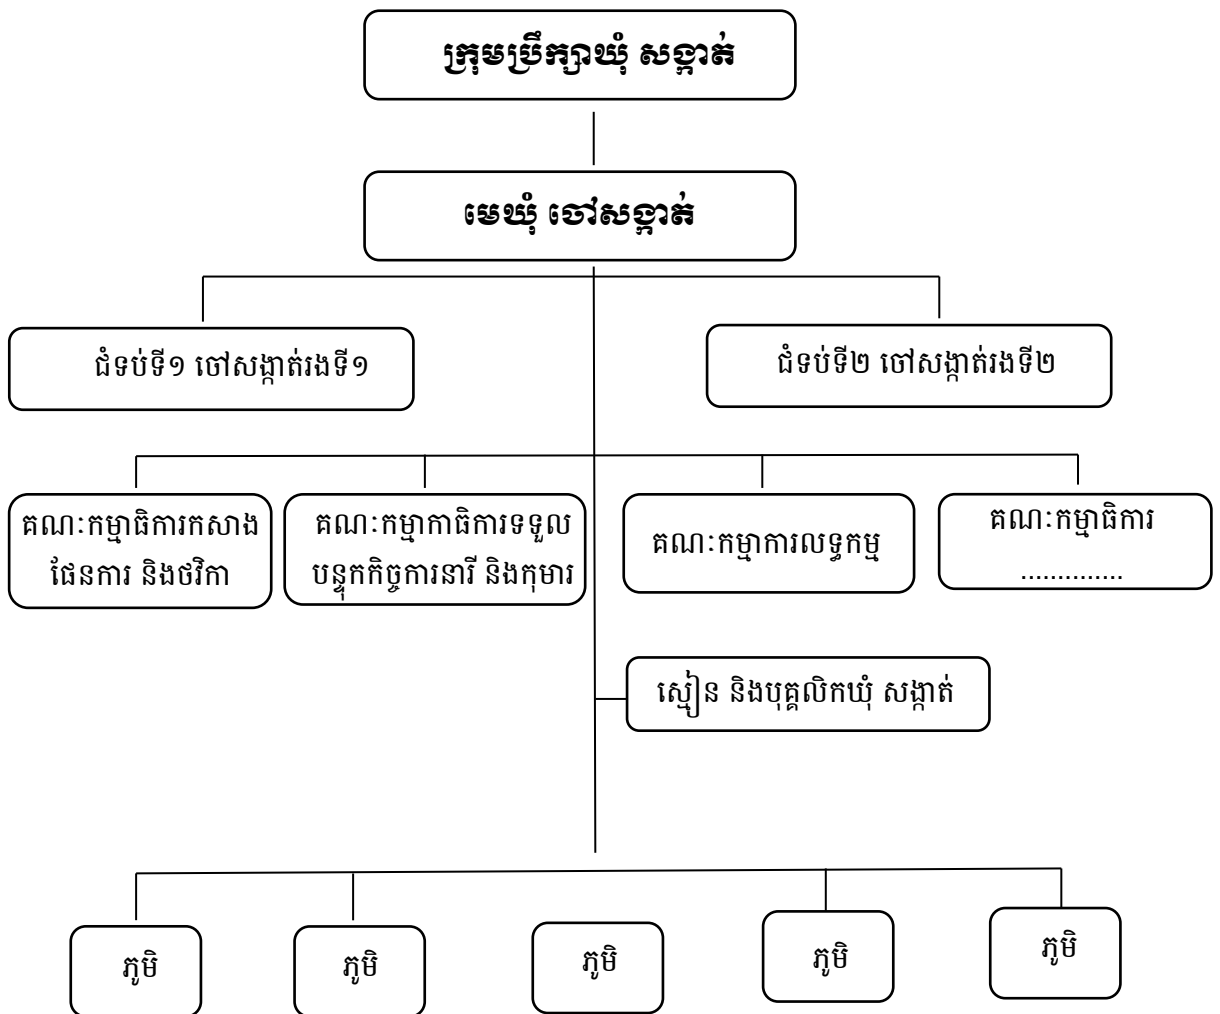 ក្រុមប្រឹក្សាឃុំ សង្កាត់
មេឃុំ ចៅសង្កាត់
ជំទប់ទី១ ចៅសង្កាត់រងទី១
ជំទប់ទី២ ចៅសង្កាត់រងទី២
គណៈកម្មាធិការកសាង
ផែនការ និងថវិកា
គណៈកម្មាកាធិការទទួល
បន្ទុកកិច្ចការនារី និងកុមារ
គណៈកម្មាការលទ្ធកម្ម
គណៈកម្មាធិការ
..............
ស្មៀន និងបុគ្គលិកឃុំ សង្កាត់
ភូមិ
ភូមិ
ភូមិ
ភូមិ
ភូមិ